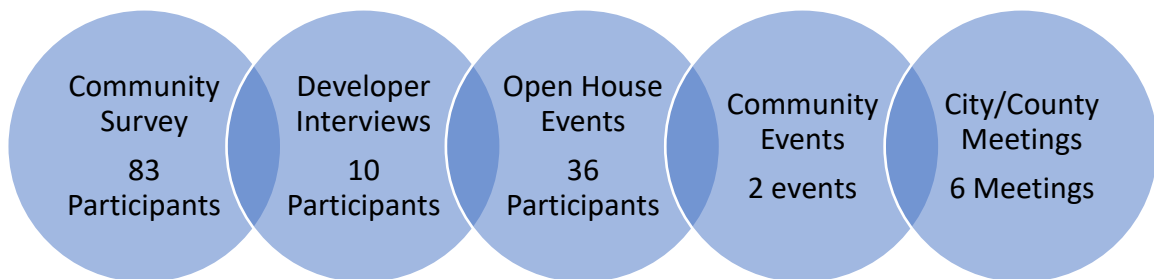 Community
Survey
83
Participants
Developer
Interviews
10
Participants
Open House
Events
36
Participants
Community
Events
2 events
City/County
Meetings
6 Meetings